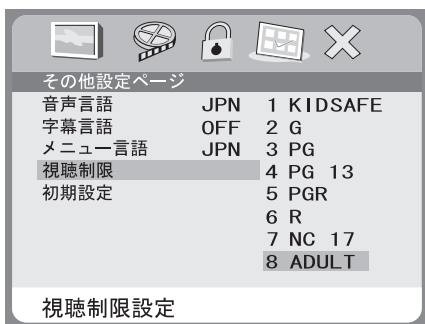 その他設定ページ
音声言語 JPN 1 KIDSAFE
字幕言語 OFF 2 G
メニュー言語 JPN 3 PG
視聴制限 4 PG 13
初期設定 5 PGR
6 R
7 NC 17
8 ADULT
視聴制限設定